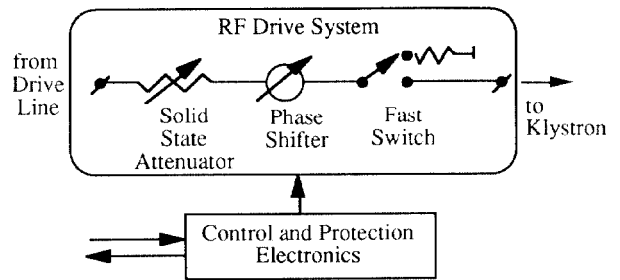 RF Drive System
from
Drive
Line
Solid
State
Attenuator
Phase
Shifter
Fast
Switch
to
Klystron
Control and Protection
Electronics